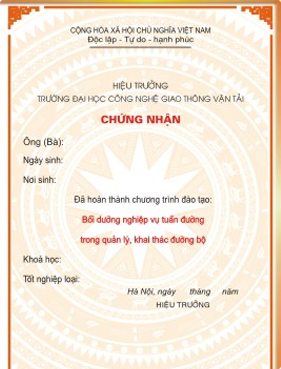 CỘNG HÒA XÃ HỘI CHỦ NGHĨA VIỆT NAM
Độc lập - Tự do - hạnh phúc
HIỆU TRƯỞNG
TRƯỜNG ĐẠI HỌC CÔNG NGHỆ GIAO THÔNG VẬN TẢI
CHỨNG NHẬN
Ông (Bà):
Ngày sinh:
Nơi sinh:
Đã hoàn thành chương trình đào tạo:
Bồi dưỡng nghiệp vụ tuần đường
trong quản lý, khai thác đường bộ
Khoá học:
Tốt nghiệp loại:
Hà Nội, ngày tháng năm
HIỆU TRƯỞNG